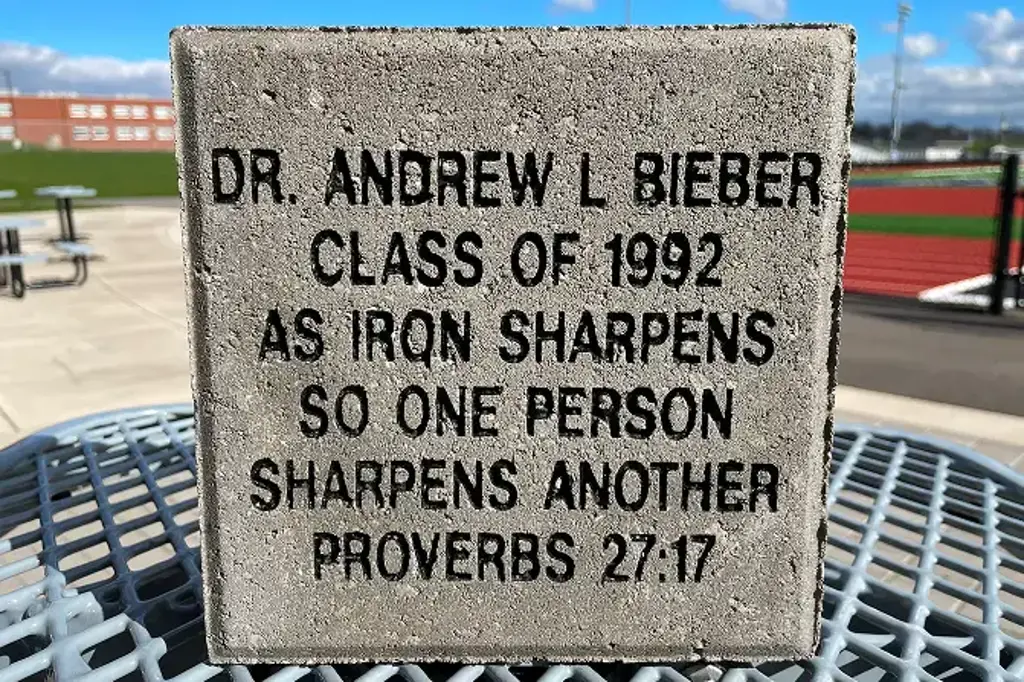 DR. ANDREW L BIEBER
CLASS OF 1992
AS IRON SHARPENS
SO ONE PERSON
SHARPENS ANOTHER
PROVERBS 27:17